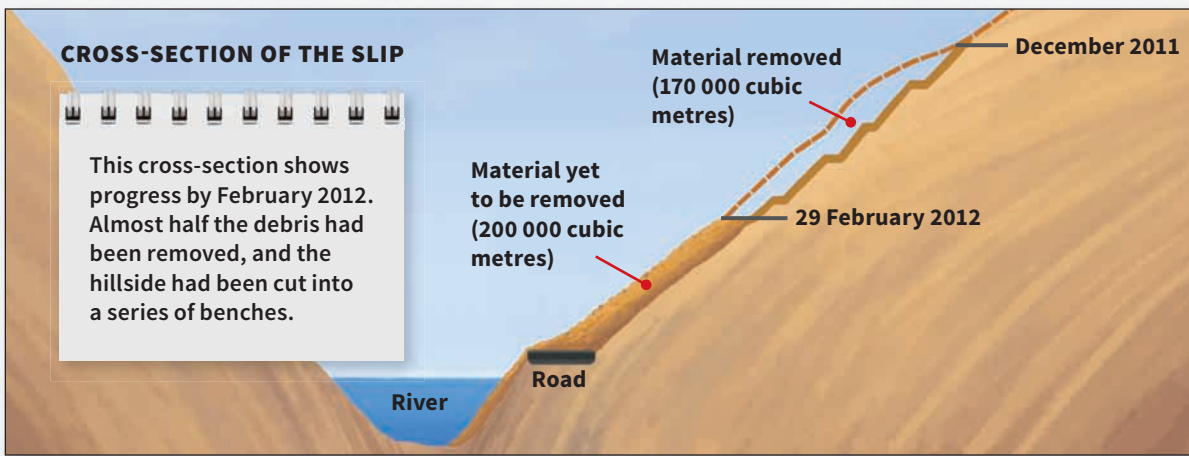 CROSS-SECTION OF THE SLIP
This cross-section shows
progress by February 2012.
Almost half the debris had
been removed, and the
hillside had been cut into
a series of benches.
Material removed
(170 000 cubic
metres)
December 2011
Material yet
to be removed
(200 000 cubic
metres)
29 February 2012
Road
River